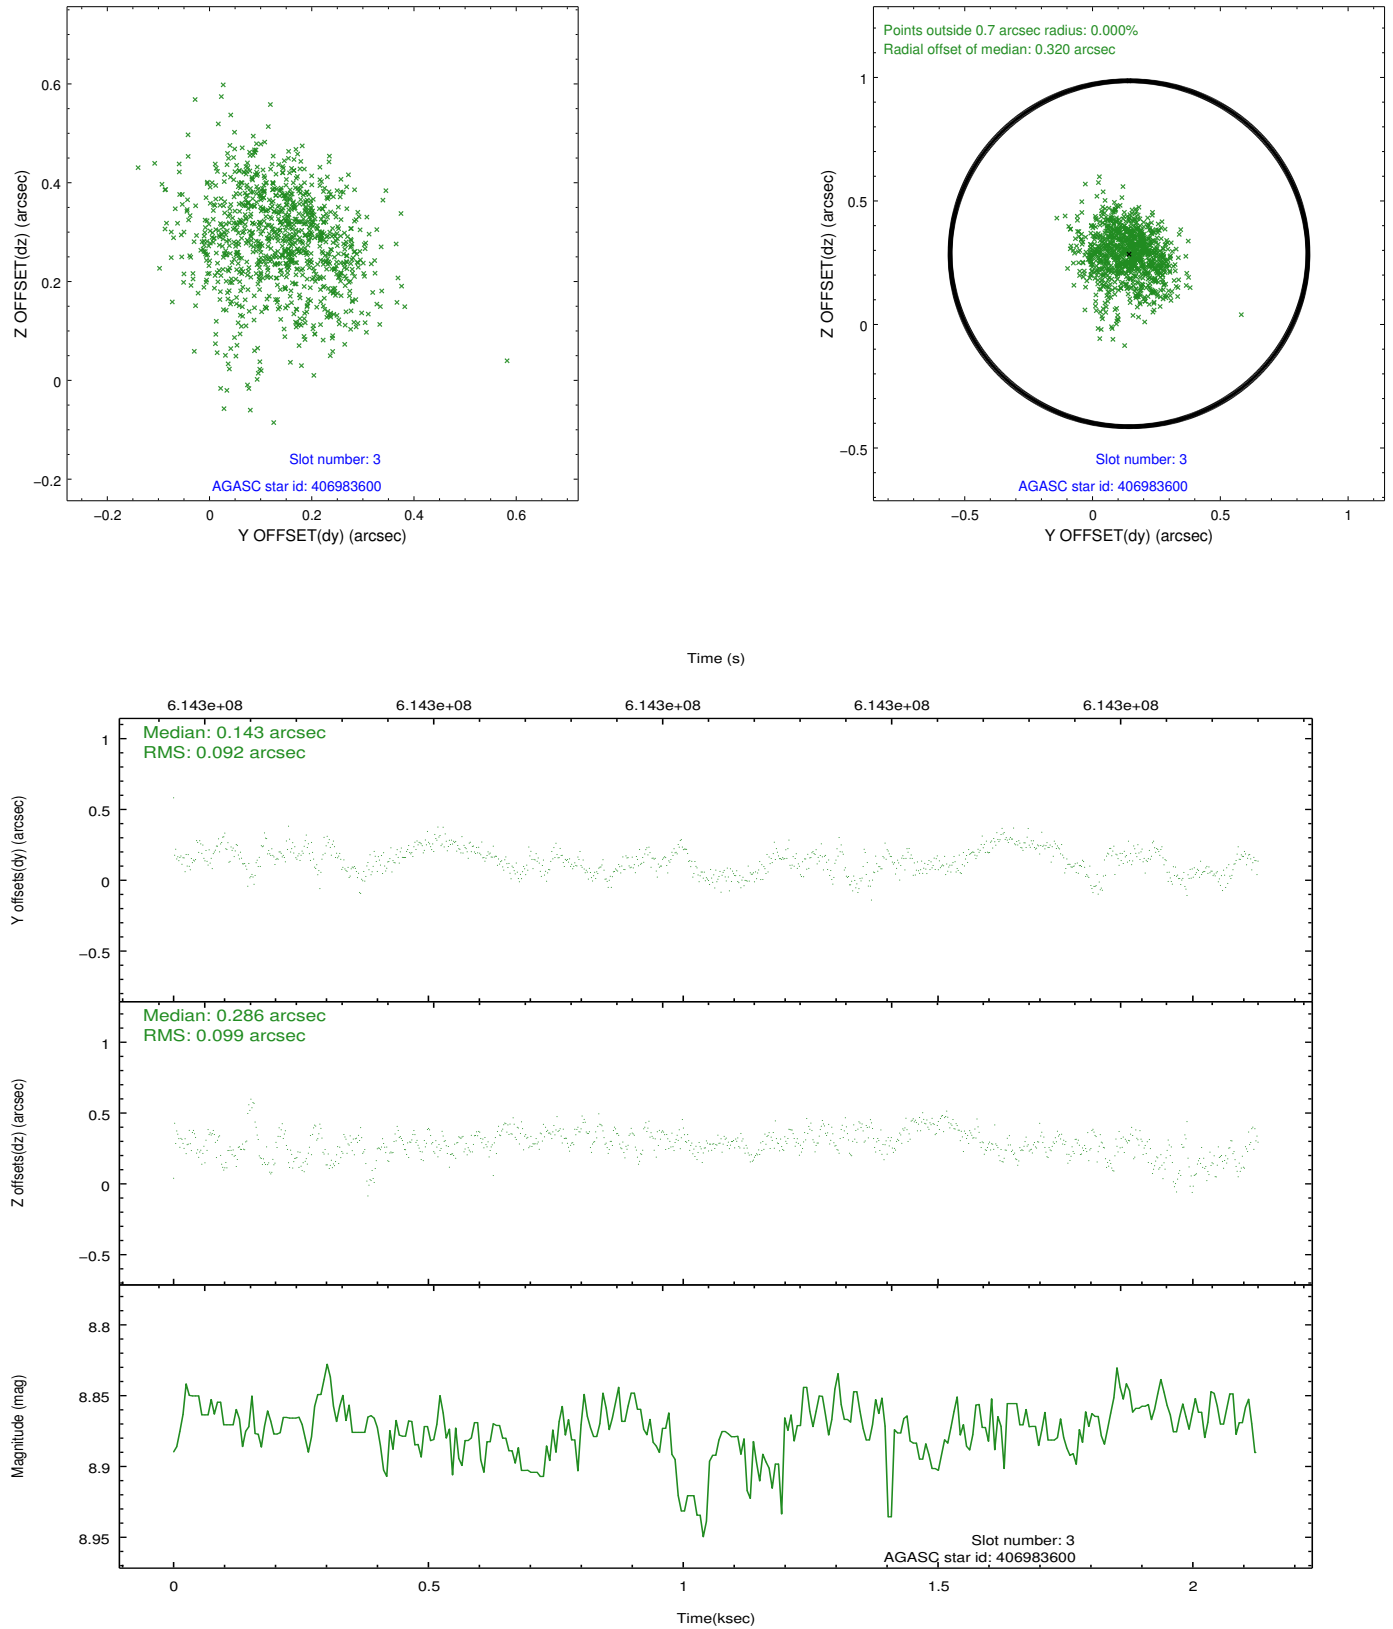 0.6
0.4
0.2
0
−0.2
Z OFFSET(dz) (arcsec)
−0.2 0 0.2 0.4 0.6
Y OFFSET(dy) (arcsec)
Slot number: 3
AGASC star id: 406983600
Points outside 0.7 arcsec radius: 0.000%
Radial offset of median: 0.320 arcsec
1
0.5
0
−0.5
Z OFFSET(dz) (arcsec)
−0.5 0 0.5 1
Y OFFSET(dy) (arcsec)
Slot number: 3
AGASC star id: 406983600
Time (s)
6.143e+08 6.143e+08 6.143e+08 6.143e+08 6.143e+08
Median: 0.143 arcsec
RMS: 0.092 arcsec
1
0.5
0
−0.5
Y offsets(dy) (arcsec)
Median: 0.286 arcsec
RMS: 0.099 arcsec
1
0.5
0
−0.5
Z offsets(dz) (arcsec)
8.8
8.85
8.9
8.95
Magnitude (mag)
Slot number: 3
AGASC star id: 406983600
0 0.5 1 1.5 2
Time(ksec)